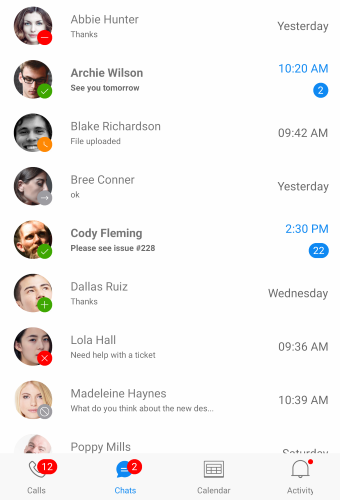 Abbie Hunter
Yesterday
Thanks
Archie Wilson
10:20 AM
See you tomorrow
2
Blake Richardson
09:42 AM
File uploaded
Bree Conner
Yesterday
ok
Cody Fleming
2:30 PM
Please see issue #228
22
Dallas Ruiz
Wednesday
Thanks
Lola Hall
09:36 AM
Need help with a ticket
Madeleine Haynes
10:39 AM
What do you think about the new des...
Poppy Mills
Saturday
12
2
Calls
Chats
Calendar
Activity